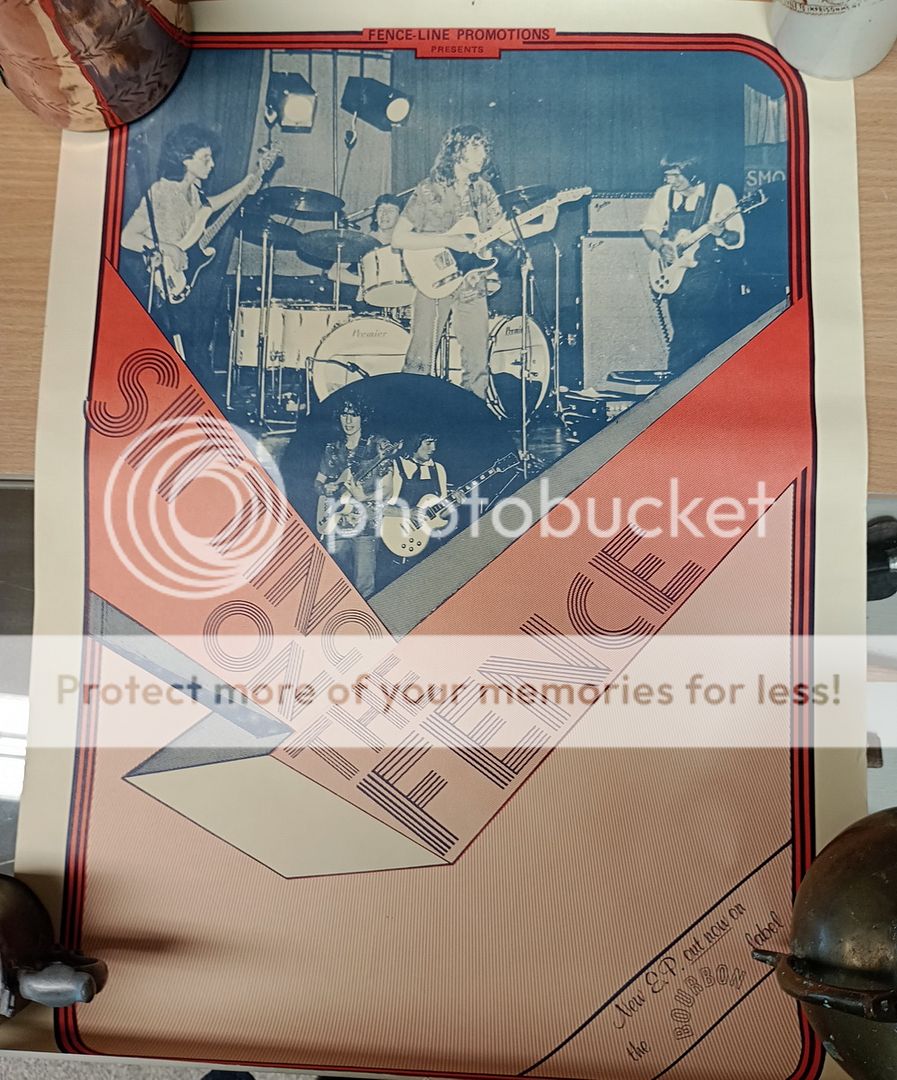 FENCE-LINE PROMOTIONS
PRESENTS
SMO
Premier
SITTING
ON
THE
FENCE
photobucket
Protect more of your memories for less!
New E.P. out now on
the BOURBON label